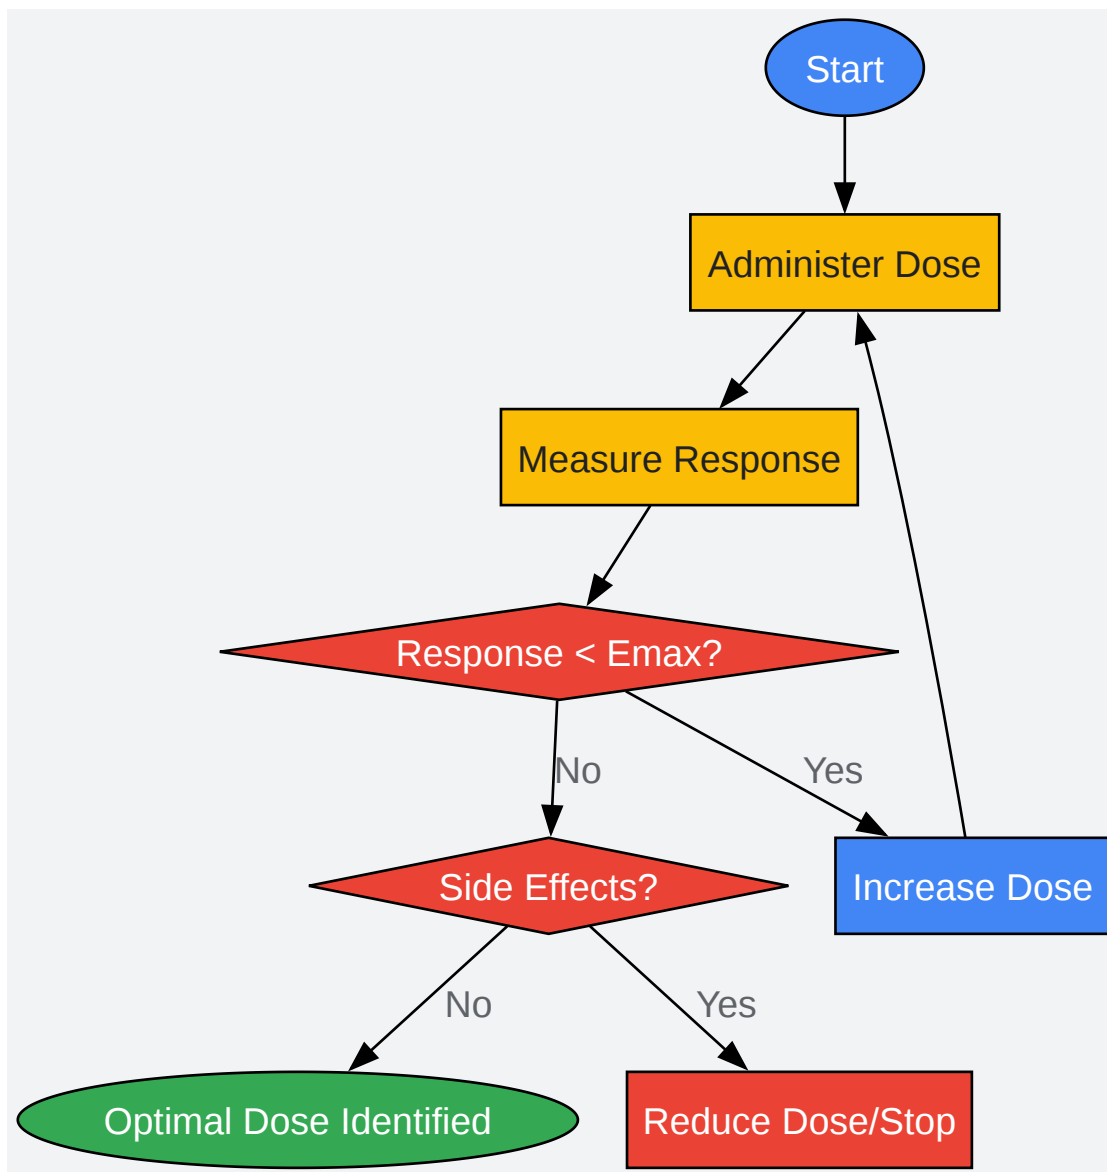 Start
Administer Dose
Measure Response
Response < Emax?
No
Yes
Side Effects?
Increase Dose
No
Yes
Optimal Dose Identified
Reduce Dose/Stop